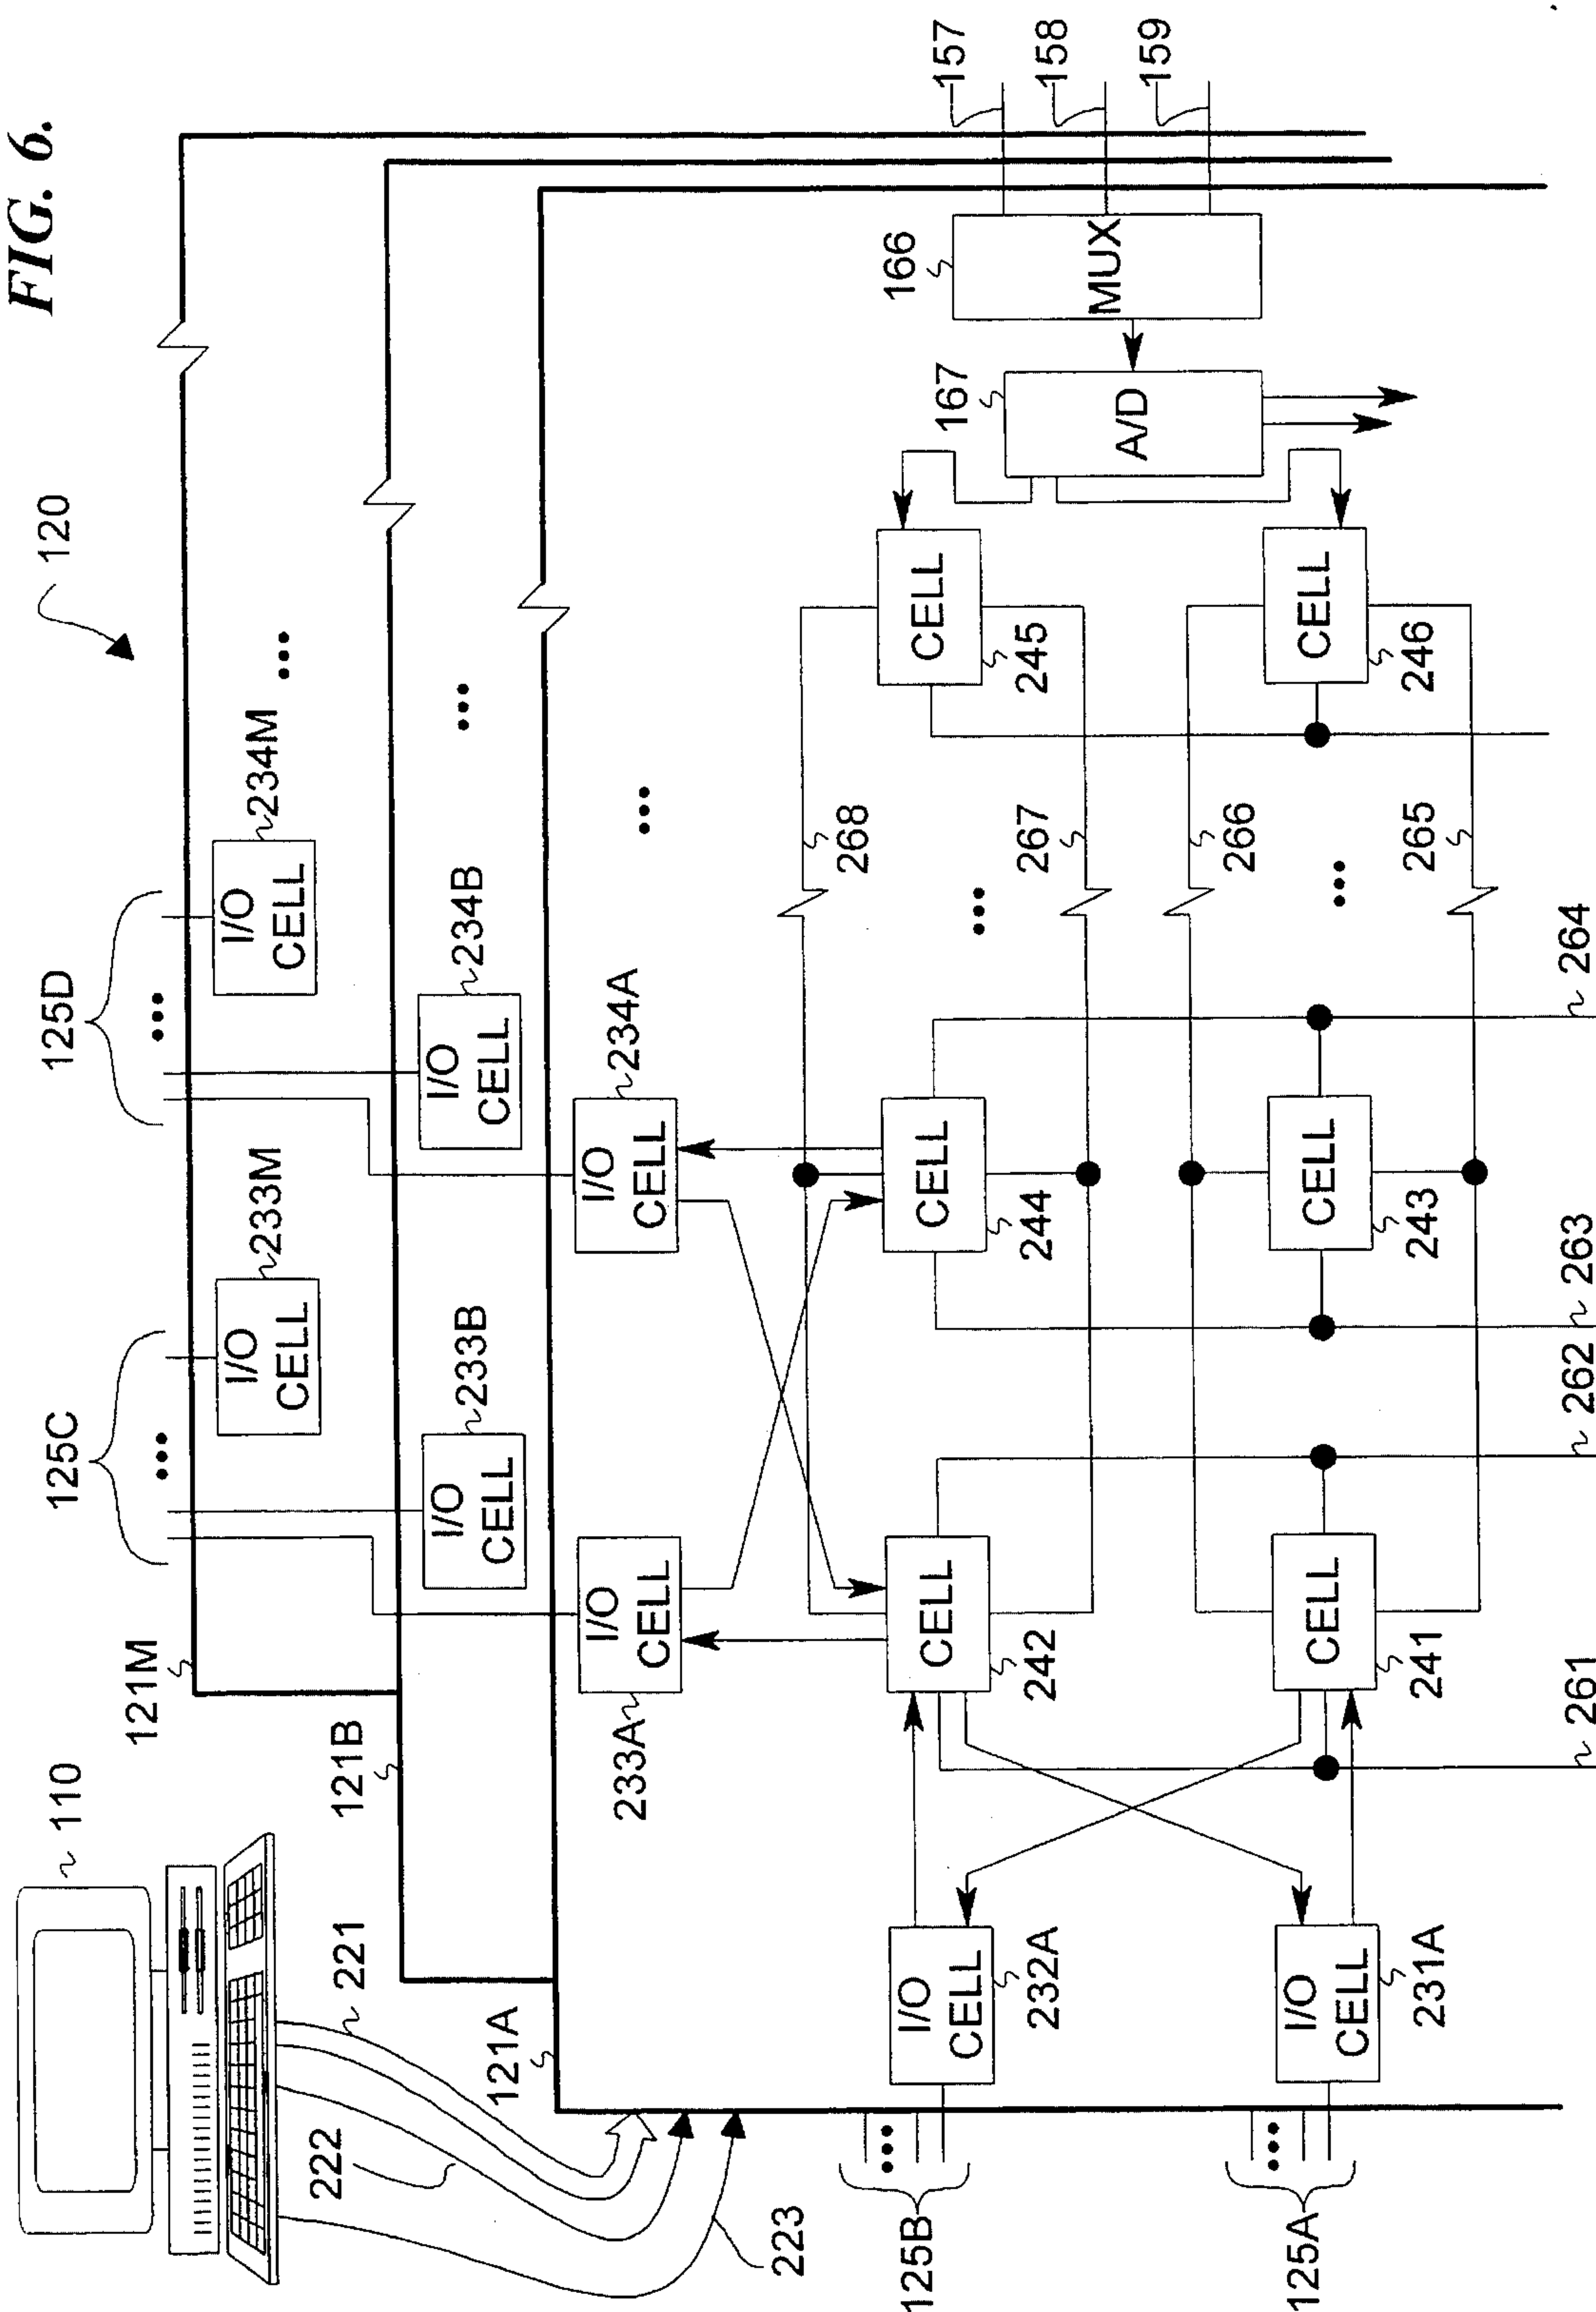 FIG. 6.
120
110
121M
125C
125D
I/O
CELL
233M
I/O
CELL
234M
121B
I/O
CELL
233B
I/O
CELL
234B
221
222
223
121A
233A
I/O
CELL
I/O
CELL
234A
125B
I/O
CELL
232A
CELL
242
CELL
244
268
267
CELL
245
A/D
167
MUX
166
157
158
159
125A
I/O
CELL
231A
CELL
241
CELL
243
266
265
CELL
246
261
262
263
264